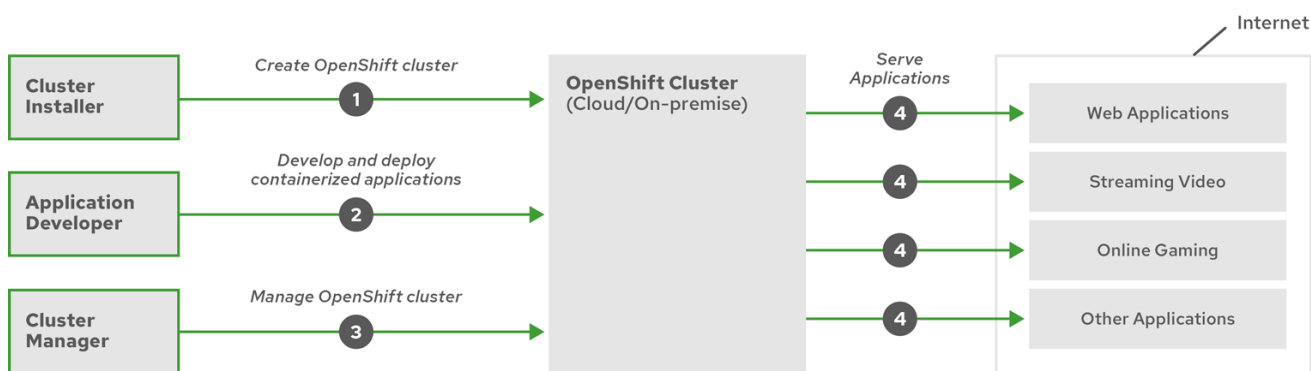 Internet
Cluster
Installer
Create OpenShift cluster
1
OpenShift Cluster
(Cloud/On-premise)
Serve
Applications
4
Web Applications
Application
Developer
Develop and deploy
containerized applications
2
4
Streaming Video
4
Online Gaming
Cluster
Manager
Manage OpenShift cluster
3
4
Other Applications